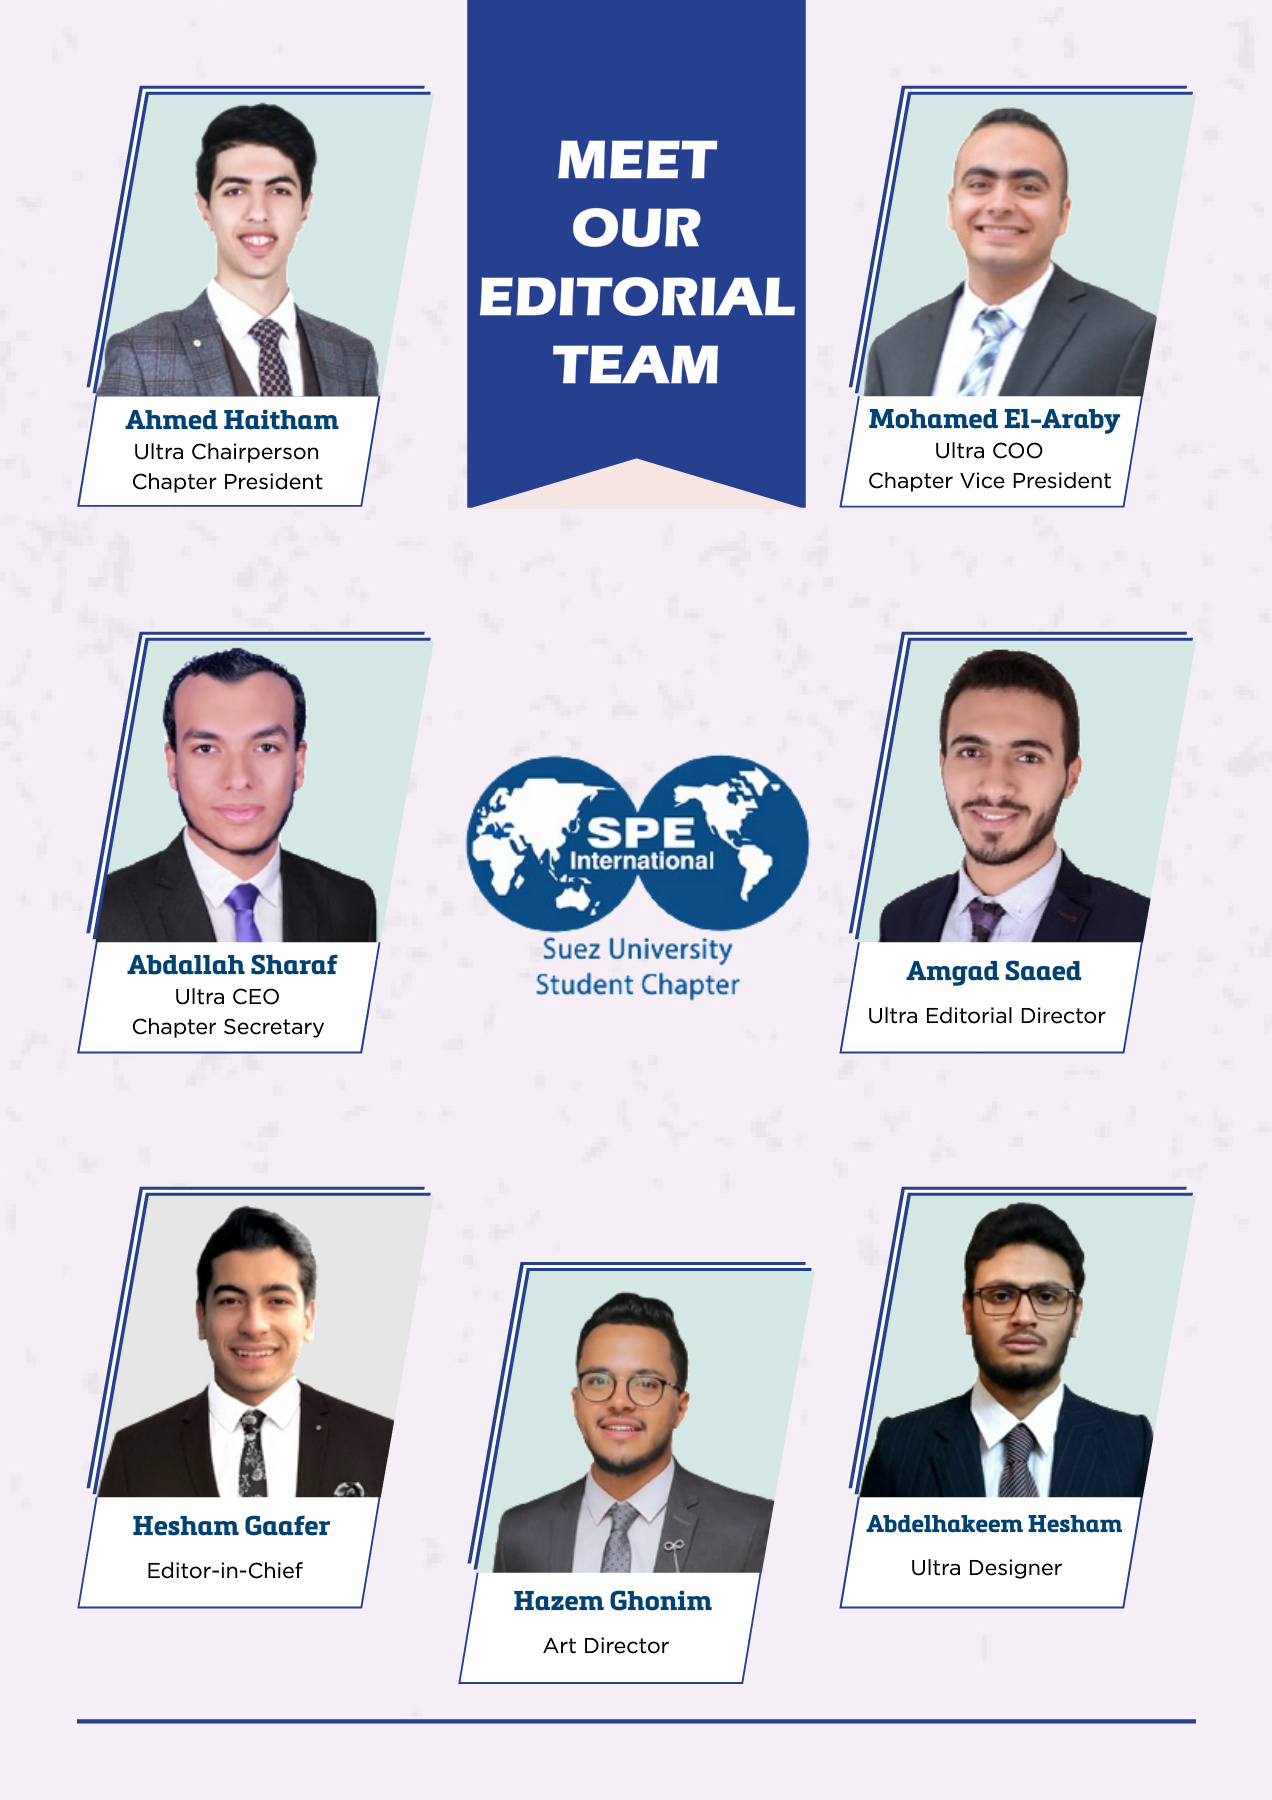 MEET
OUR
EDITORIAL
TEAM
Ahmed Haitham
Ultra Chairperson
Chapter President
Mohamed El-Araby
Ultra COO
Chapter Vice President
Abdallah Sharaf
Ultra CEO
Chapter Secretary
SPE
International
Suez University
Student Chapter
Amgad Saaed
Ultra Editorial Director
Hesham Gaafer
Editor-in-Chief
Hazem Ghonim
Art Director
Abdelhakeem Hesham
Ultra Designer